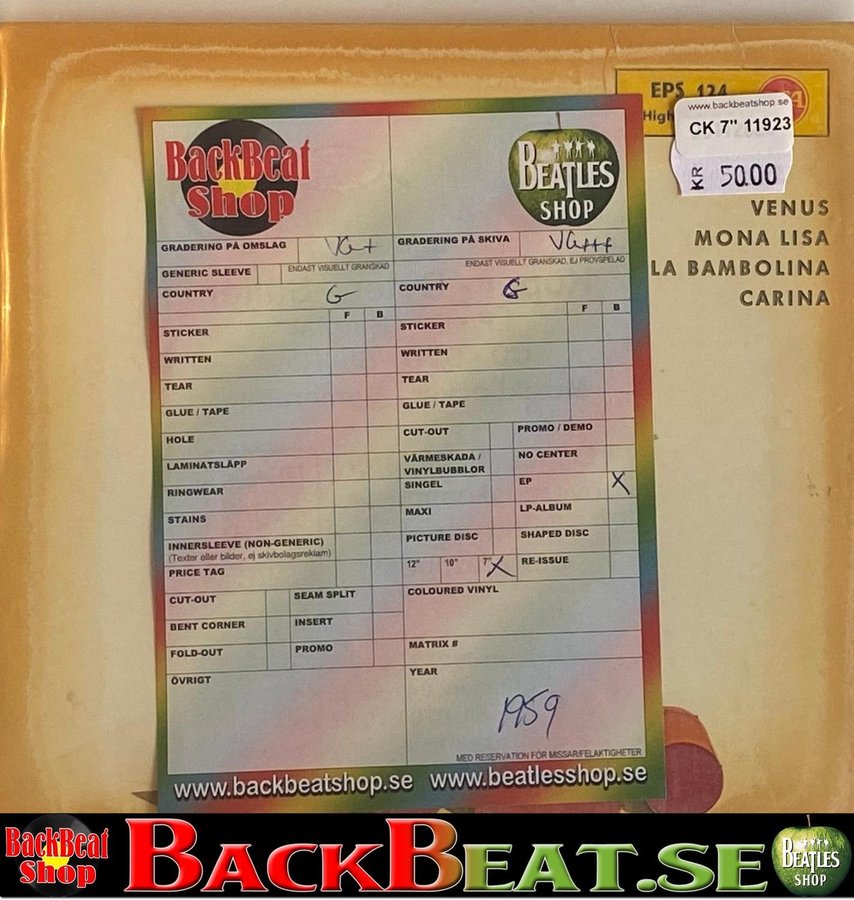 EPS 124
High
www.backbeatshop se
CK 7" 11923
KR 50.00
VENUS
MONA LISA
LA BAMBOLINA
CARINA
BackBeat
Shop
BEATLES
SHOP
GRADERING PÅ OMSLAG VG+
ENDAST VISUELLT GRANSKAD
GENERIC SLEEVE
COUNTRY G
F B
STICKER
WRITTEN
TEAR
GLUE / TAPE
HOLE
LAMINATSLÄPP
RINGWEAR
STAINS
INNERSLEEVE (NON-GENERIC)
(Texter eller bilder, ej skivbolagsreklam)
PRICE TAG
CUT-OUT SEAM SPLIT
BENT CORNER INSERT
FOLD-OUT PROMO
ÖVRIGT
GRADERING PÅ SKIVA VG+++
ENDAST VISUELLT GRANSKAD, EJ PROVSPELAD
COUNTRY G
F B
STICKER
WRITTEN
TEAR
GLUE / TAPE
CUT-OUT PROMO / DEMO
VÄRMESKADA / NO CENTER
VINYLBUBBLOR
SINGEL EP X
MAXI LP-ALBUM
PICTURE DISC SHAPED DISC
12" 10" 7" X RE-ISSUE
COLOURED VINYL
MATRIX #
YEAR
1959
MED RESERVATION FÖR MISSAR/FELAKTIGHETER
www.backbeatshop.se www.beatlesshop.se
BackBeat
Shop
BACKBEAT.SE
BEATLES
SHOP